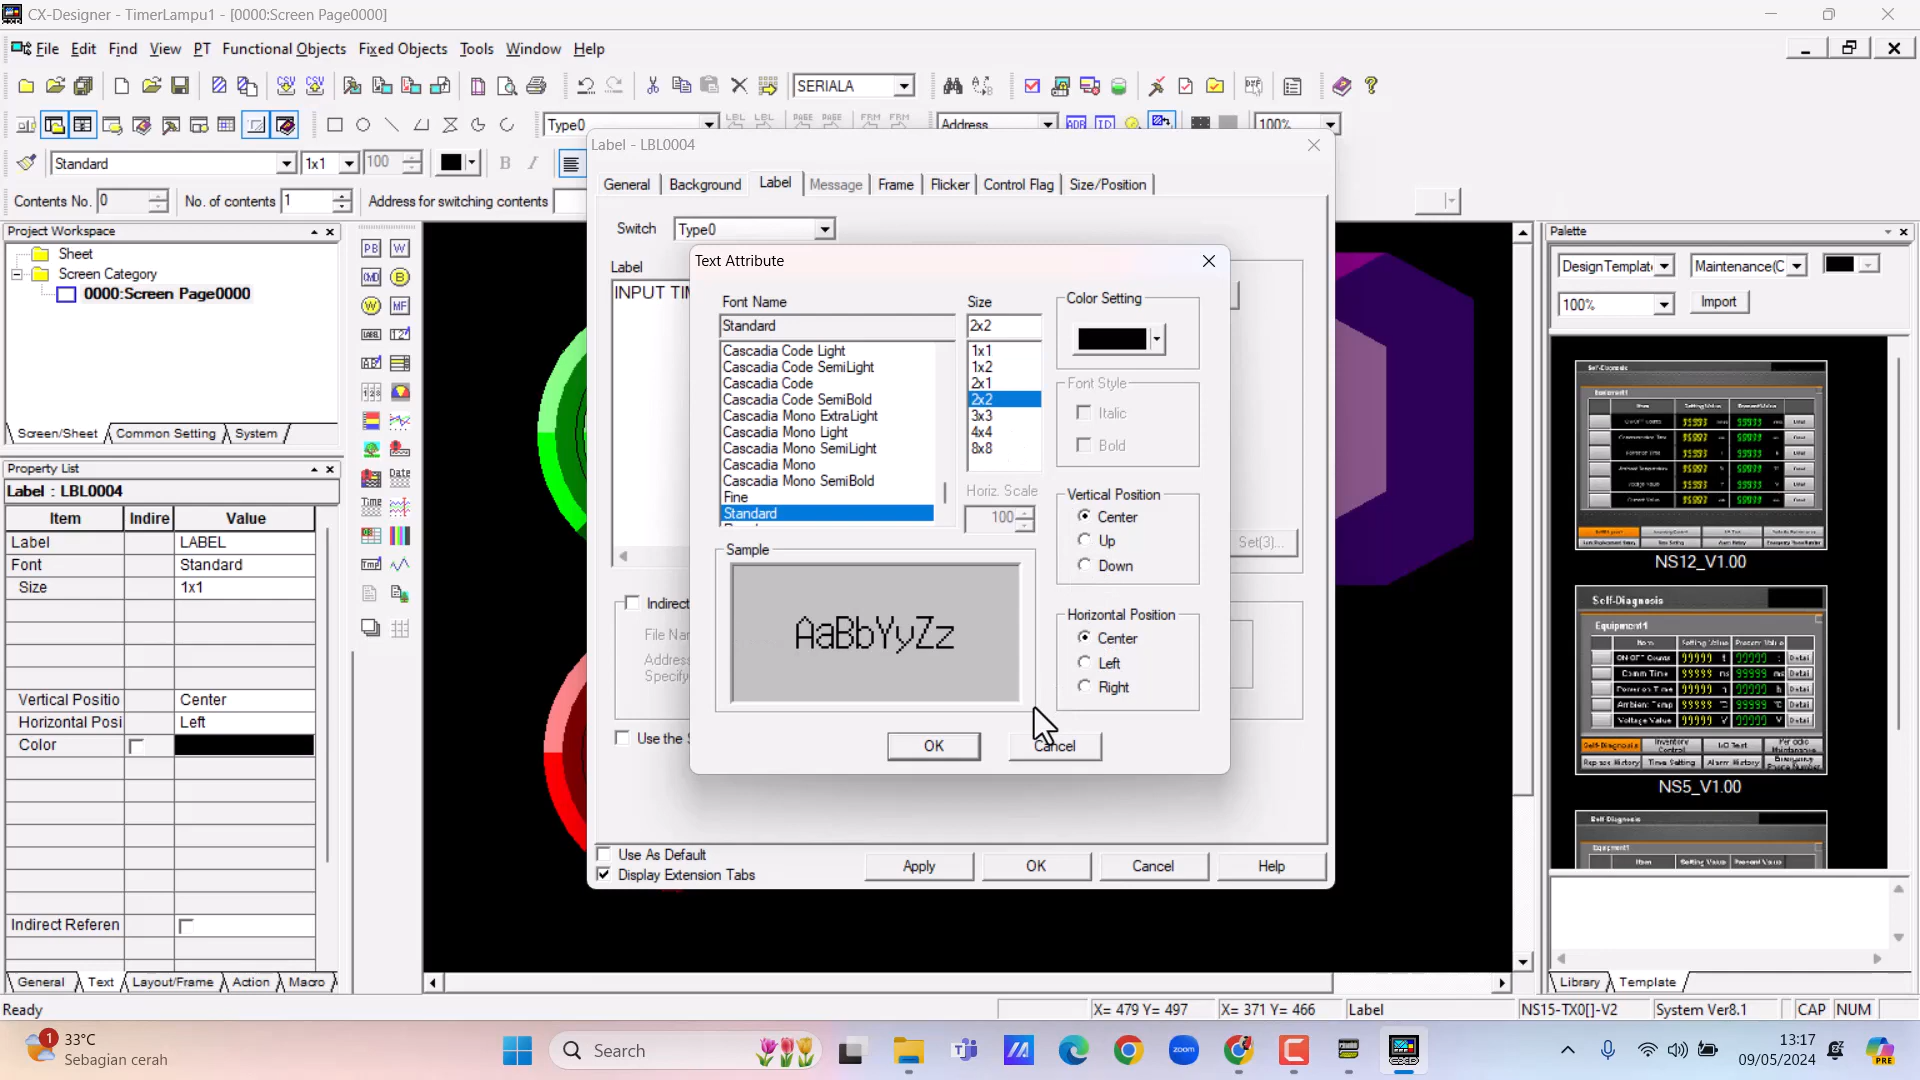 CX-Designer - TimerLampu1 - [0000:Screen Page0000]
File Edit Find View PT Functional Objects Fixed Objects Tools Window Help
SERIALA
Type0
Address
100%
Standard
1x1
100
B I
Contents No. 0
No. of contents 1
Address for switching contents
Project Workspace
Sheet
Screen Category
0000:Screen Page0000
Screen/Sheet Common Setting System
Property List
Label : LBL0004
Item Indire Value
Label LABEL
Font Standard
Size 1x1
Vertical Positio Center
Horizontal Posi Left
Color
Indirect Referen
General Text Layout/Frame Action Macro
Label - LBL0004
General Background Label Message Frame Flicker Control Flag Size/Position
Switch Type0
Label
INPUT TIM
Set(3)...
Indirect
File Nar
Address
Specify
Use the S
Use As Default
Display Extension Tabs
Apply OK Cancel Help
Text Attribute
Font Name
Standard
Cascadia Code Light
Cascadia Code SemiLight
Cascadia Code
Cascadia Code SemiBold
Cascadia Mono ExtraLight
Cascadia Mono Light
Cascadia Mono SemiLight
Cascadia Mono
Cascadia Mono SemiBold
Fine
Standard
Size
2x2
1x1
1x2
2x1
2x2
3x3
4x4
8x8
Horiz. Scale
100
Color Setting
Font Style
Italic
Bold
Vertical Position
Center
Up
Down
Horizontal Position
Center
Left
Right
Sample
AaBbYyZz
OK Cancel
Palette
DesignTemplat Maintenance(C
100% Import
NS12_V1.00
Self-Diagnosis
Equipment1
NS5_V1.00
Library Template
Ready
X= 479 Y= 497
X= 371 Y= 466
Label
NS15-TX0[]-V2
System Ver8.1
CAP NUM
1
33°C
Sebagian cerah
Search
zoom
13:17
09/05/2024
PRE